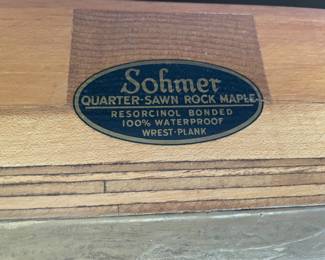 Sohmer
QUARTER-SAWN ROCK MAPLE
RESORCINOL BONDED
100% WATERPROOF
WREST-PLANK